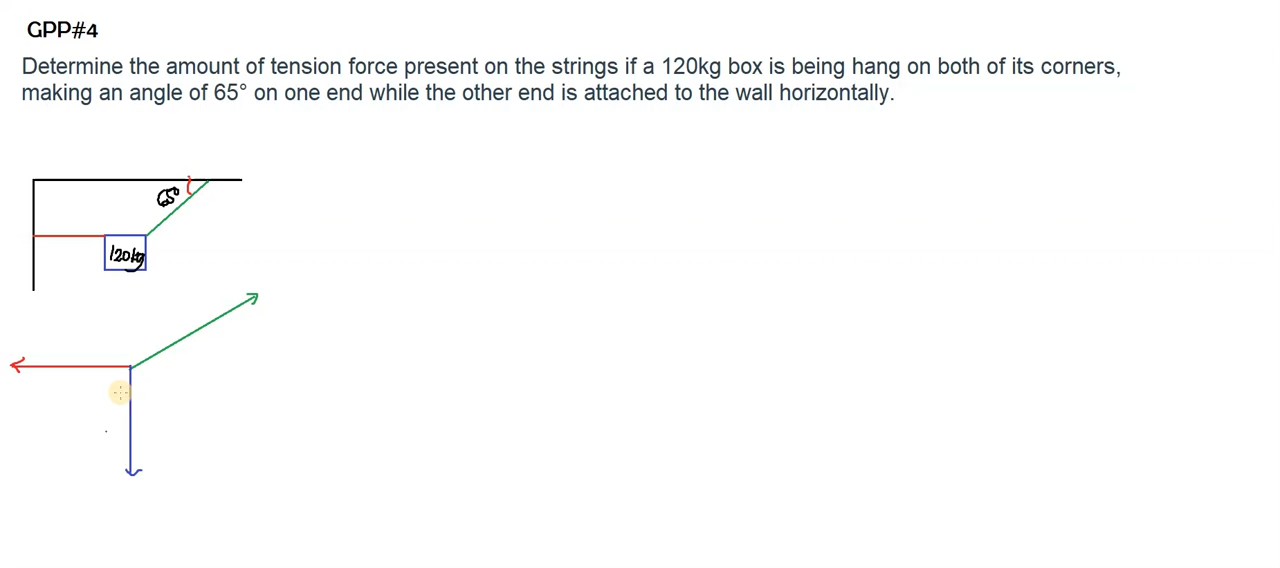 GPP#4
Determine the amount of tension force present on the strings if a 120kg box is being hang on both of its corners,
making an angle of 65° on one end while the other end is attached to the wall horizontally.
65°
120kg